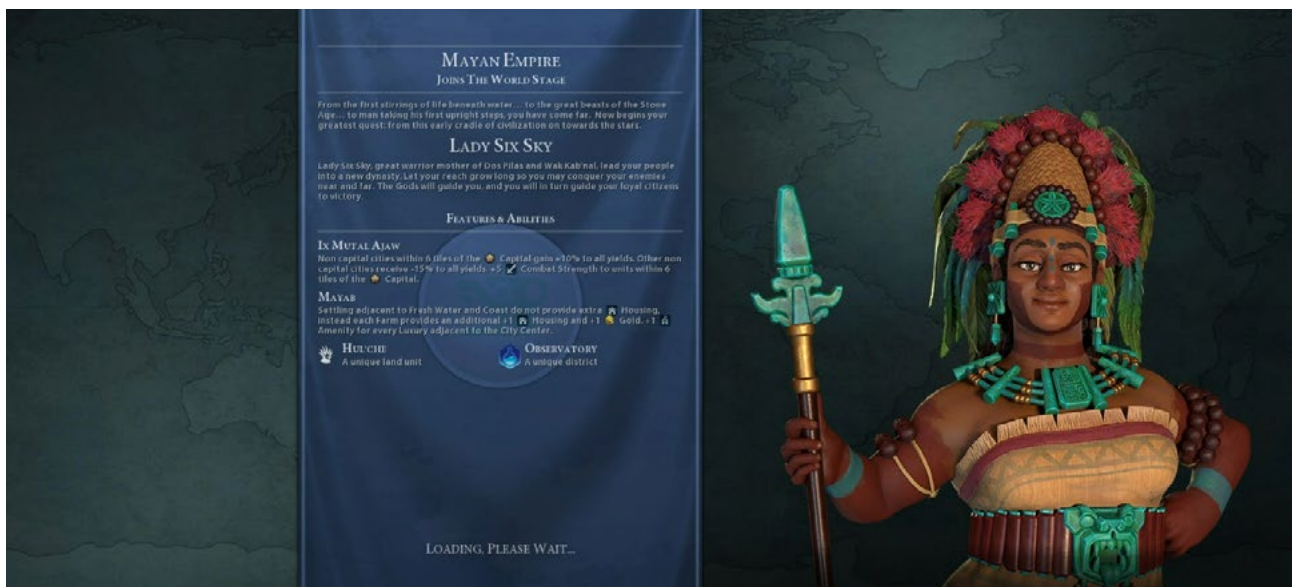 MAYAN EMPIRE
JOINS THE WORLD STAGE
From the first stirrings of life beneath water... to the great beasts of the Stone
Age... to man taking his first upright steps, you have come far. Now begins your
greatest quest: from this early cradle of civilization on towards the stars.
LADY SIX SKY
Lady Six Sky, great warrior mother of Dos Pilas and Wak Kab'nal, lead your people
into a new dynasty. Let your reach grow long so you may conquer your enemies
near and far. The Gods will guide you, and you will in turn guide your loyal citizens
to victory.
FEATURES & ABILITIES
IX MUTAL AJAW
Non capital cities within 6 tiles of the Capital gain +10% to all yields. Other non
capital cities receive -15% to all yields. +5 Combat Strength to units within 6
tiles of the Capital.
MAYAB
Settling adjacent to Fresh Water and Coast do not provide extra Housing,
instead each Farm provides an additional +1 Housing and +1 Gold. +1
Amenity for every Luxury adjacent to the City Center.
HUL'CHE
A unique land unit
OBSERVATORY
A unique district
LOADING, PLEASE WAIT...